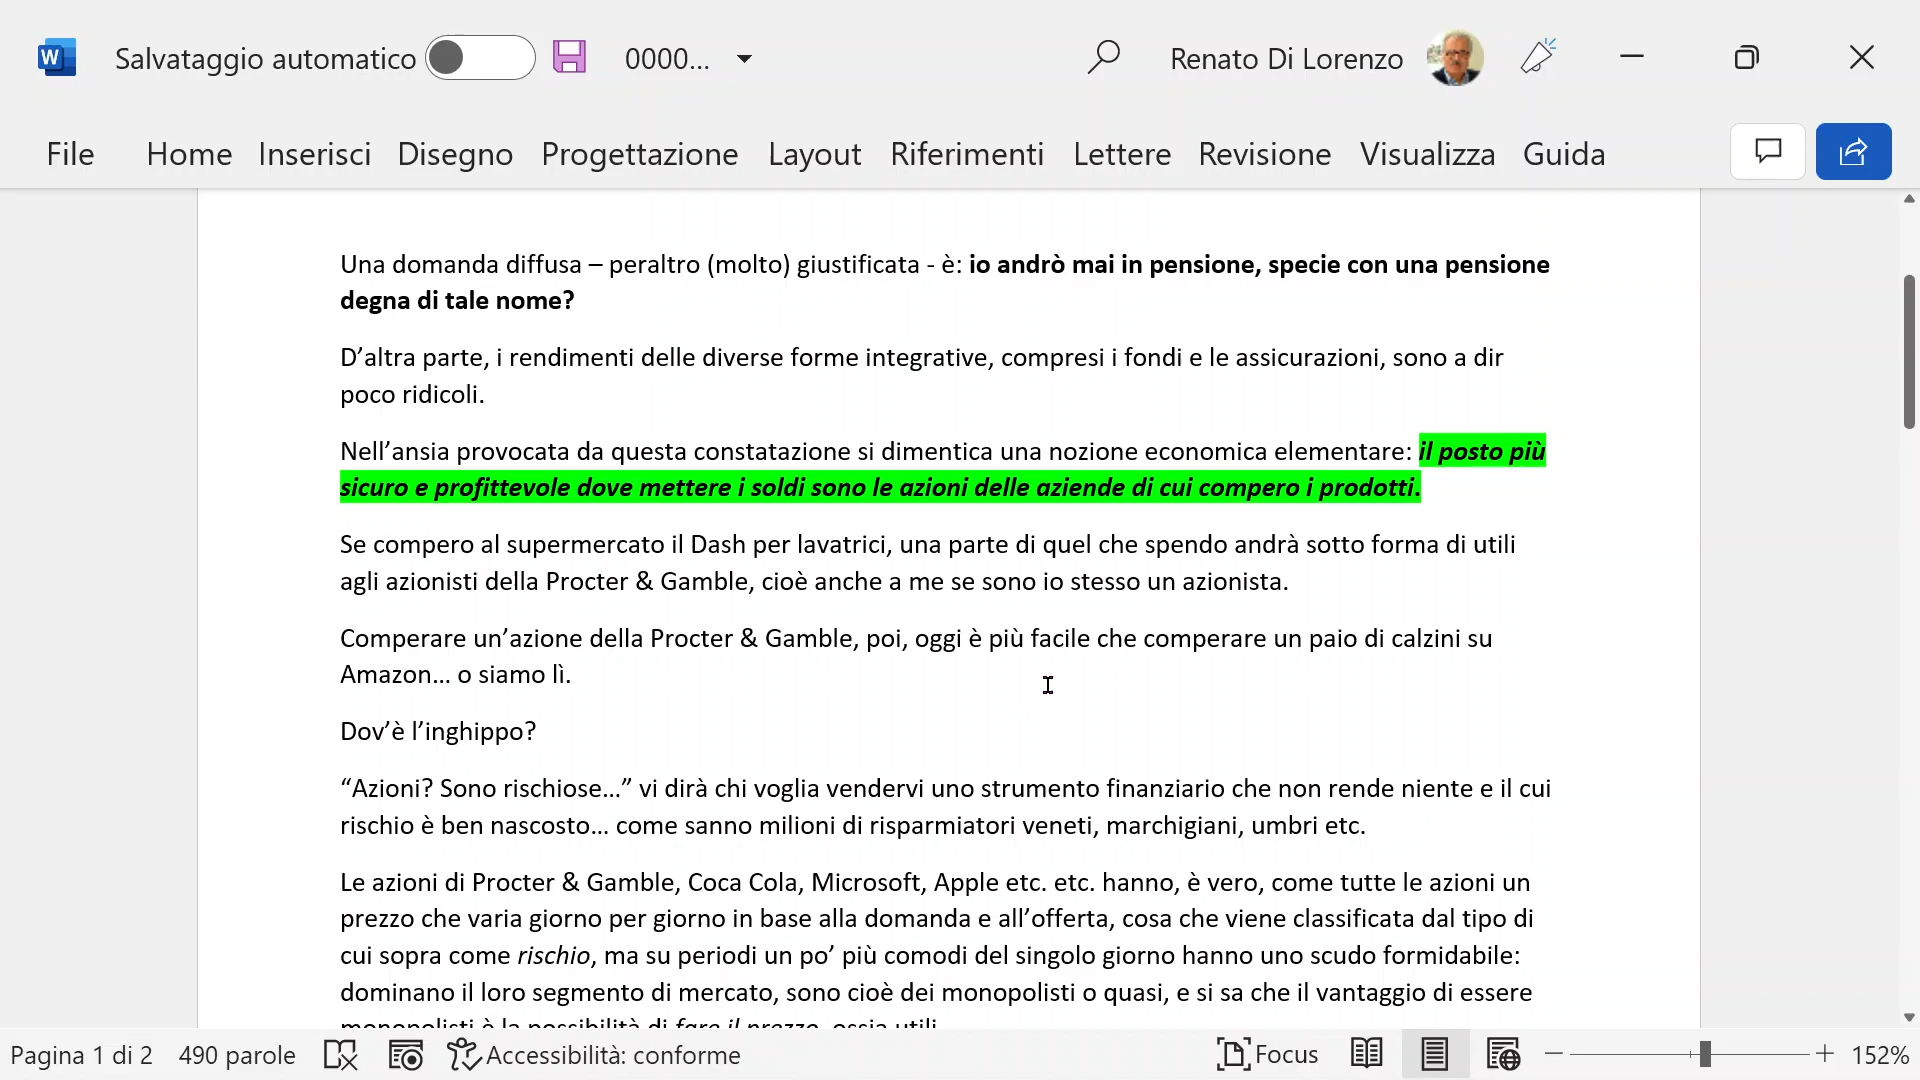 W
Salvataggio automatico
0000...
Renato Di Lorenzo
File Home Inserisci Disegno Progettazione Layout Riferimenti Lettere Revisione Visualizza Guida
Una domanda diffusa – peraltro (molto) giustificata - è: io andrò mai in pensione, specie con una pensione
degna di tale nome?
D’altra parte, i rendimenti delle diverse forme integrative, compresi i fondi e le assicurazioni, sono a dir
poco ridicoli.
Nell’ansia provocata da questa constatazione si dimentica una nozione economica elementare: il posto più
sicuro e profittevole dove mettere i soldi sono le azioni delle aziende di cui compero i prodotti.
Se compero al supermercato il Dash per lavatrici, una parte di quel che spendo andrà sotto forma di utili
agli azionisti della Procter & Gamble, cioè anche a me se sono io stesso un azionista.
Comperare un’azione della Procter & Gamble, poi, oggi è più facile che comperare un paio di calzini su
Amazon… o siamo lì.
Dov’è l’inghippo?
“Azioni? Sono rischiose…” vi dirà chi voglia vendervi uno strumento finanziario che non rende niente e il cui
rischio è ben nascosto… come sanno milioni di risparmiatori veneti, marchigiani, umbri etc.
Le azioni di Procter & Gamble, Coca Cola, Microsoft, Apple etc. etc. hanno, è vero, come tutte le azioni un
prezzo che varia giorno per giorno in base alla domanda e all’offerta, cosa che viene classificata dal tipo di
cui sopra come rischio, ma su periodi un po’ più comodi del singolo giorno hanno uno scudo formidabile:
dominano il loro segmento di mercato, sono cioè dei monopolisti o quasi, e si sa che il vantaggio di essere
monopolisti è la possibilità di fare il prezzo, ossia utili.
Pagina 1 di 2 490 parole Accessibilità: conforme Focus 152%